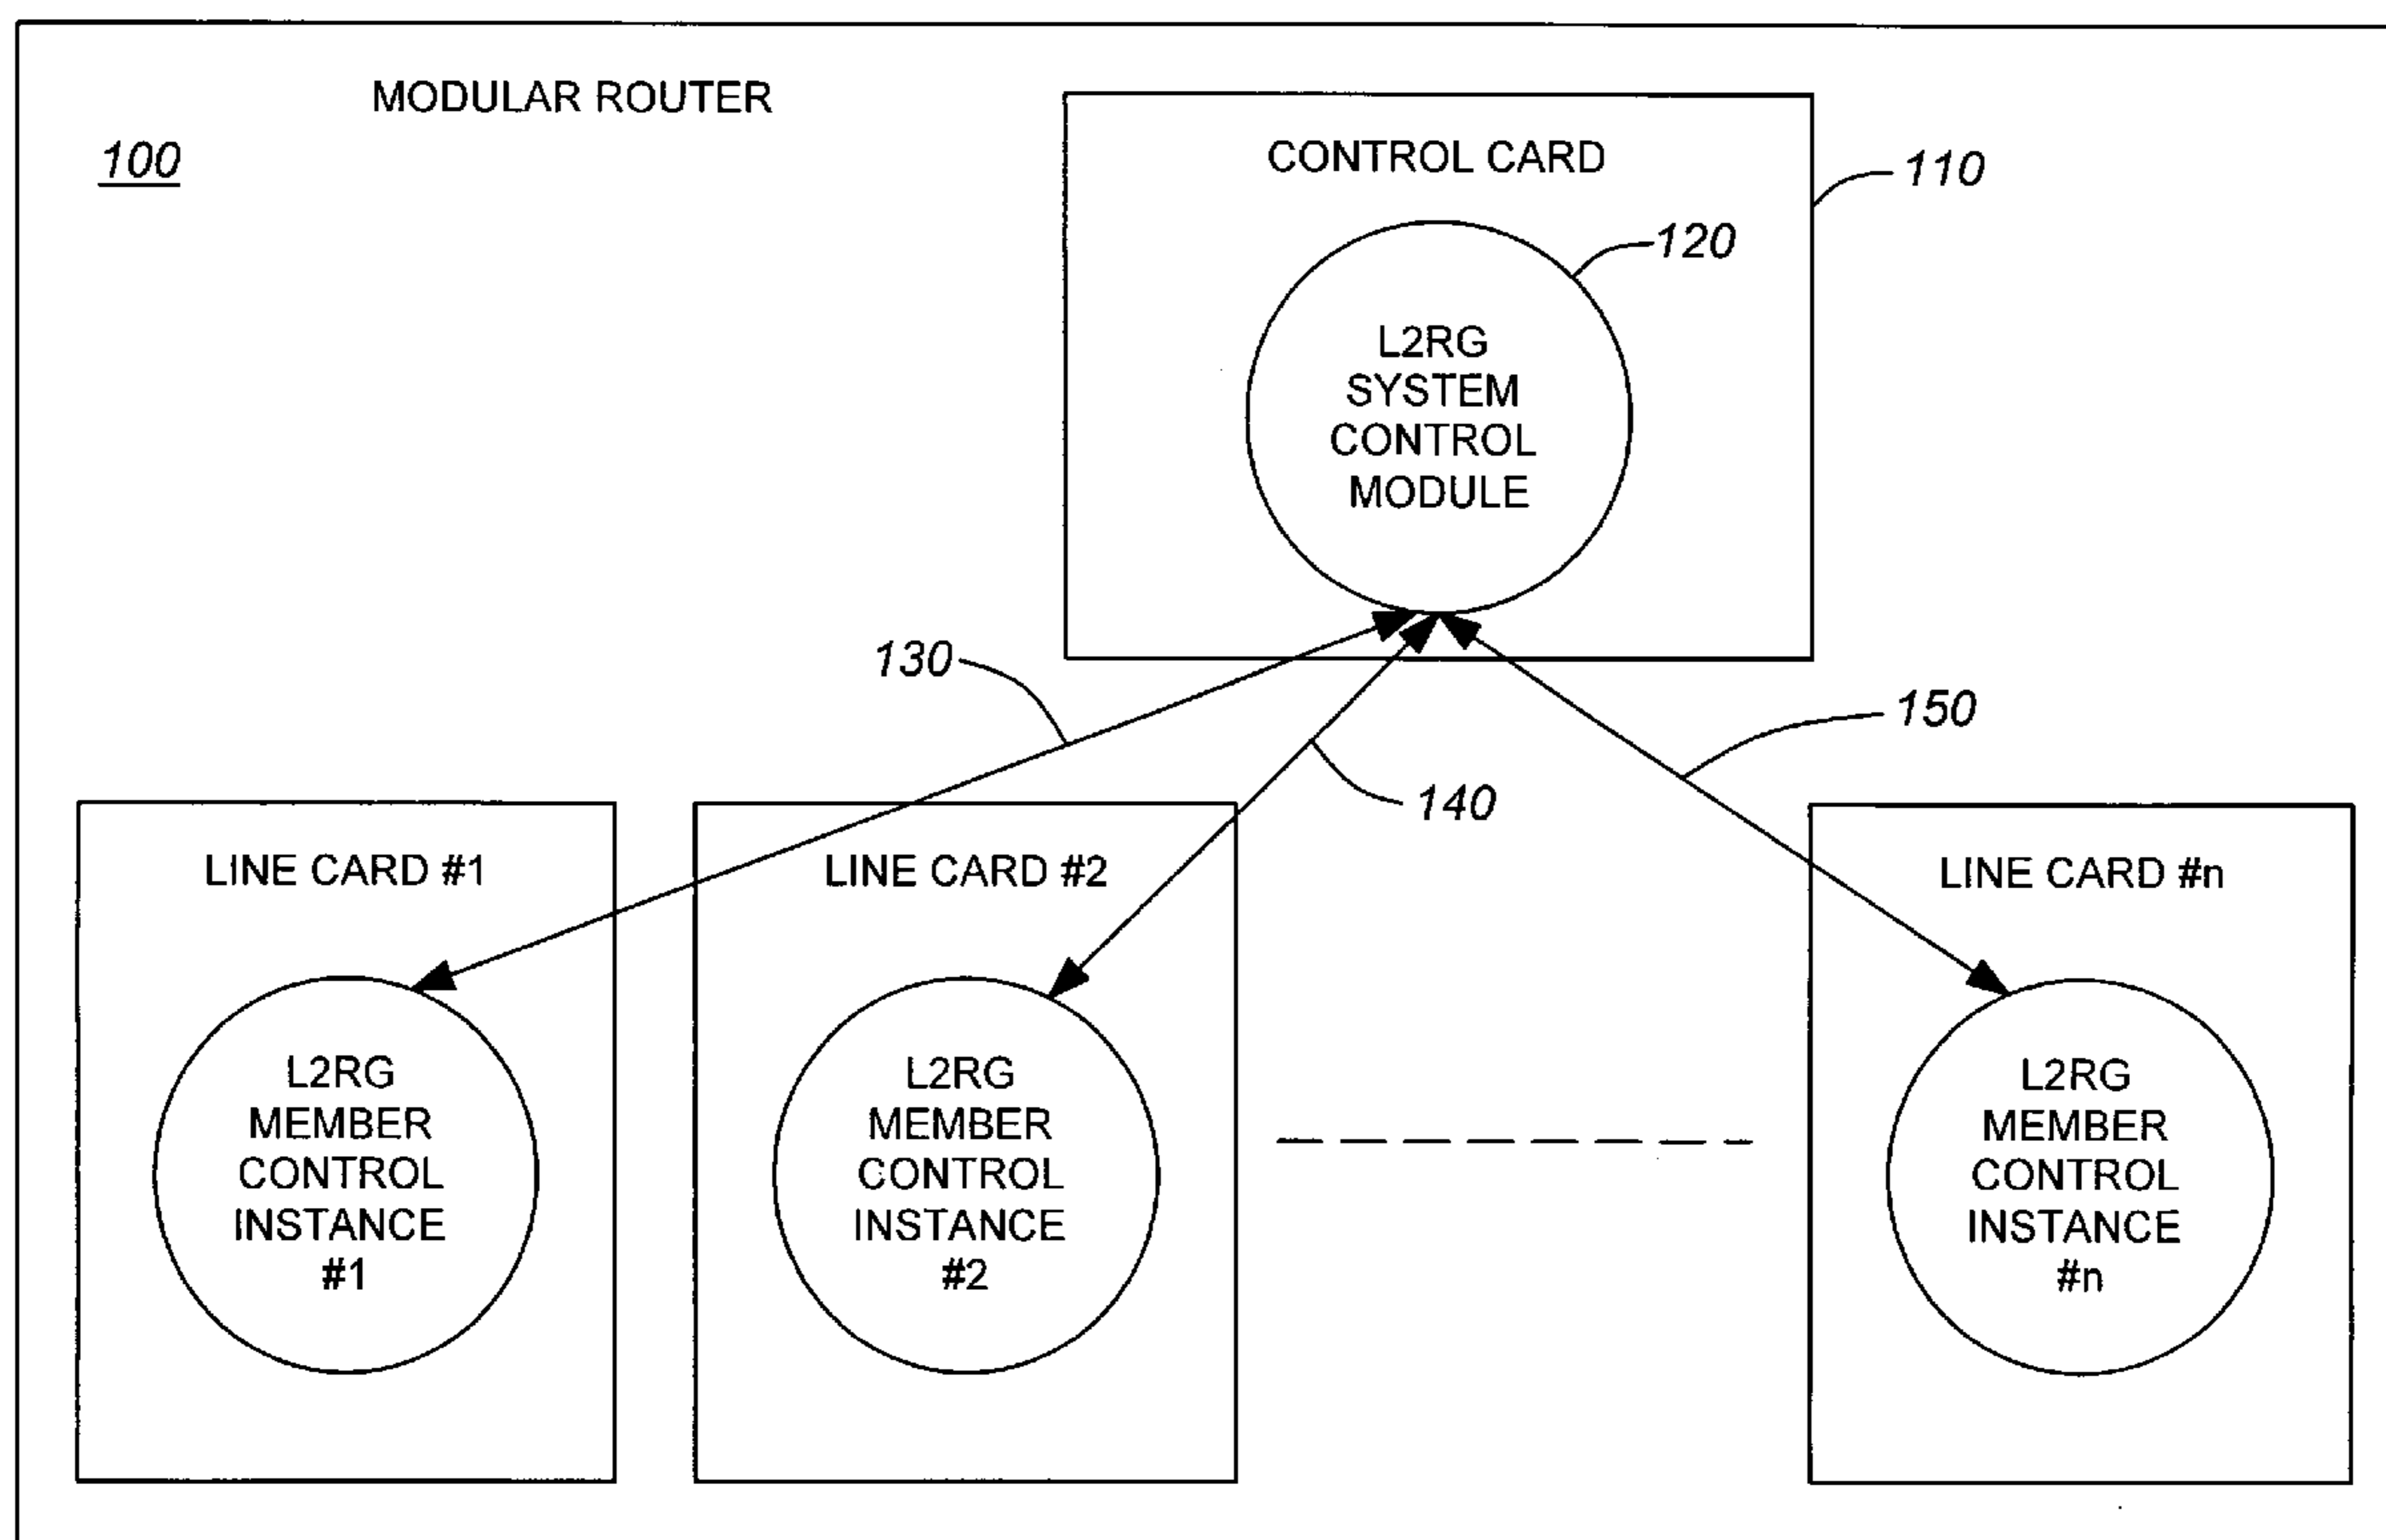 MODULAR ROUTER
100
CONTROL CARD
110
120
L2RG
SYSTEM
CONTROL
MODULE
130
140
150
LINE CARD #1
L2RG
MEMBER
CONTROL
INSTANCE
#1
LINE CARD #2
L2RG
MEMBER
CONTROL
INSTANCE
#2
LINE CARD #n
L2RG
MEMBER
CONTROL
INSTANCE
#n